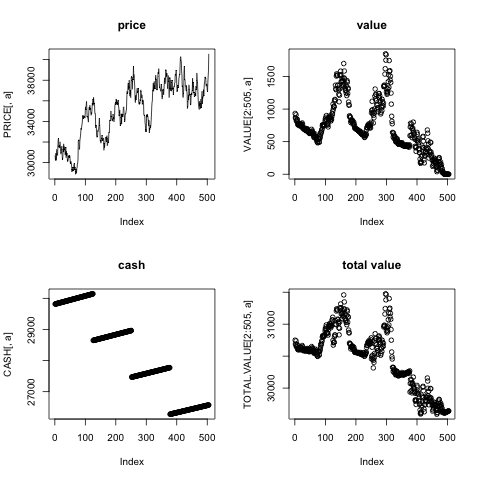 price
PRICE[, a]
30000 34000 38000
0 100 200 300 400 500
Index
value
VALUE[2:505, a]
0 500 1000 1500
0 100 200 300 400 500
Index
cash
CASH[, a]
27000 29000
0 100 200 300 400 500
Index
total value
TOTAL.VALUE[2:505, a]
30000 31000
0 100 200 300 400 500
Index